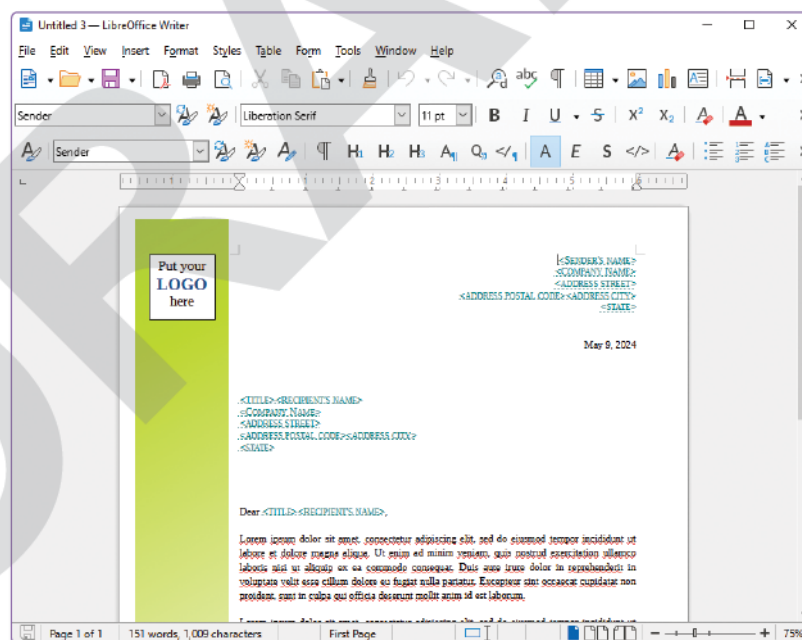 Untitled 3 — LibreOffice Writer
File Edit View Insert Format Styles Table Form Tools Window Help
Sender Liberation Serif 11 pt B I U S X² X₂ A A
Sender H1 H2 H3 A E S
Put your
LOGO
here
<SENDER'S NAME>
<COMPANY NAME>
<ADDRESS STREET>
<ADDRESS POSTAL CODE><ADDRESS CITY>
<STATE>
May 9, 2024
<TITLE><RECIPIENT'S NAME>
<COMPANY NAME>
<ADDRESS STREET>
<ADDRESS POSTAL CODE><ADDRESS CITY>
<STATE>
Dear <TITLE><RECIPIENT'S NAME>,
Lorem ipsum dolor sit amet, consectetur adipiscing elit, sed do eiusmod tempor incididunt ut
labore et dolore magna aliqua. Ut enim ad minim veniam, quis nostrud exercitation ullamco
laboris nisi ut aliquip ex ea commodo consequat. Duis aute irure dolor in reprehenderit in
voluptate velit esse cillum dolore eu fugiat nulla pariatur. Excepteur sint occaecat cupidatat non
proident, sunt in culpa qui officia deserunt mollit anim id est laborum.
Page 1 of 1 151 words, 1,009 characters First Page 75%